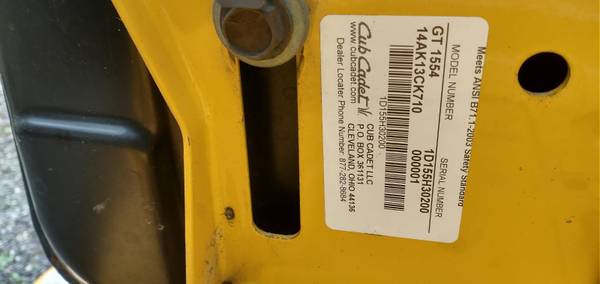 Meets ANSI B71.1-2003 Safety Standard
MODEL NUMBER
SERIAL NUMBER
14AK13CK710
1D155H30200
GT 1554
000001
1D155H30200
Cub Cadet
CUB CADET LLC
P.O. BOX 361131
CLEVELAND, OHIO 44136
www.cubcadet.com
Dealer Locater Phone Number: 877-282-8684